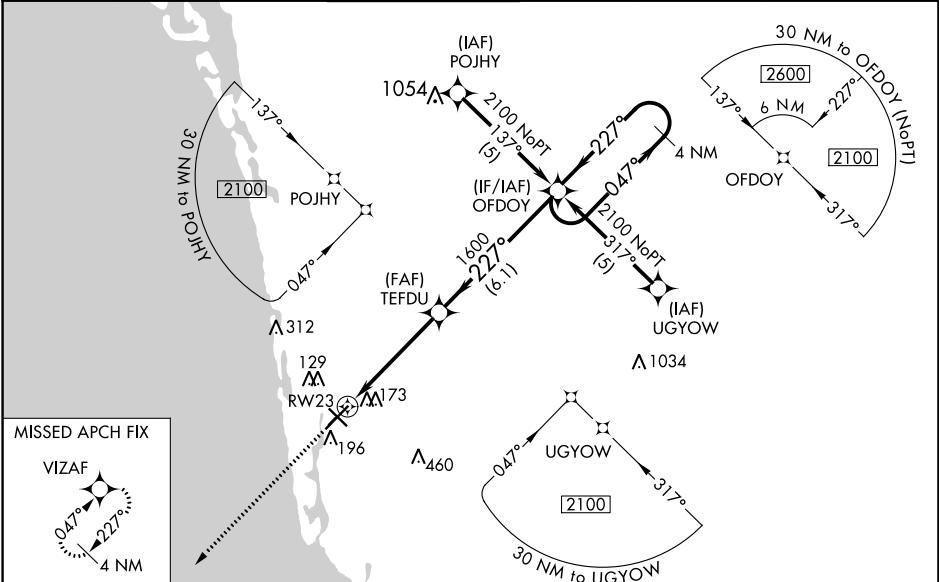 (IAF)
POJHY
1054
2100 NoPT
137°
(5)
227°
047°
4 NM
(IF/IAF)
OFDOY
2100 NoPT
317°
(5)
(IAF)
UGYOW
1600
227°
(6.1)
(FAF)
TEFDU
30 NM to OFDOY (NoPT)
2600
137°
6 NM
227°
2100
OFDOY
317°
137°
30 NM to POJHY
2100
POJHY
047°
312
129
RW23
173
196
460
1034
UGYOW
047°
317°
2100
30 NM to UGYOW
MISSED APCH FIX
VIZAF
047°
227°
4 NM